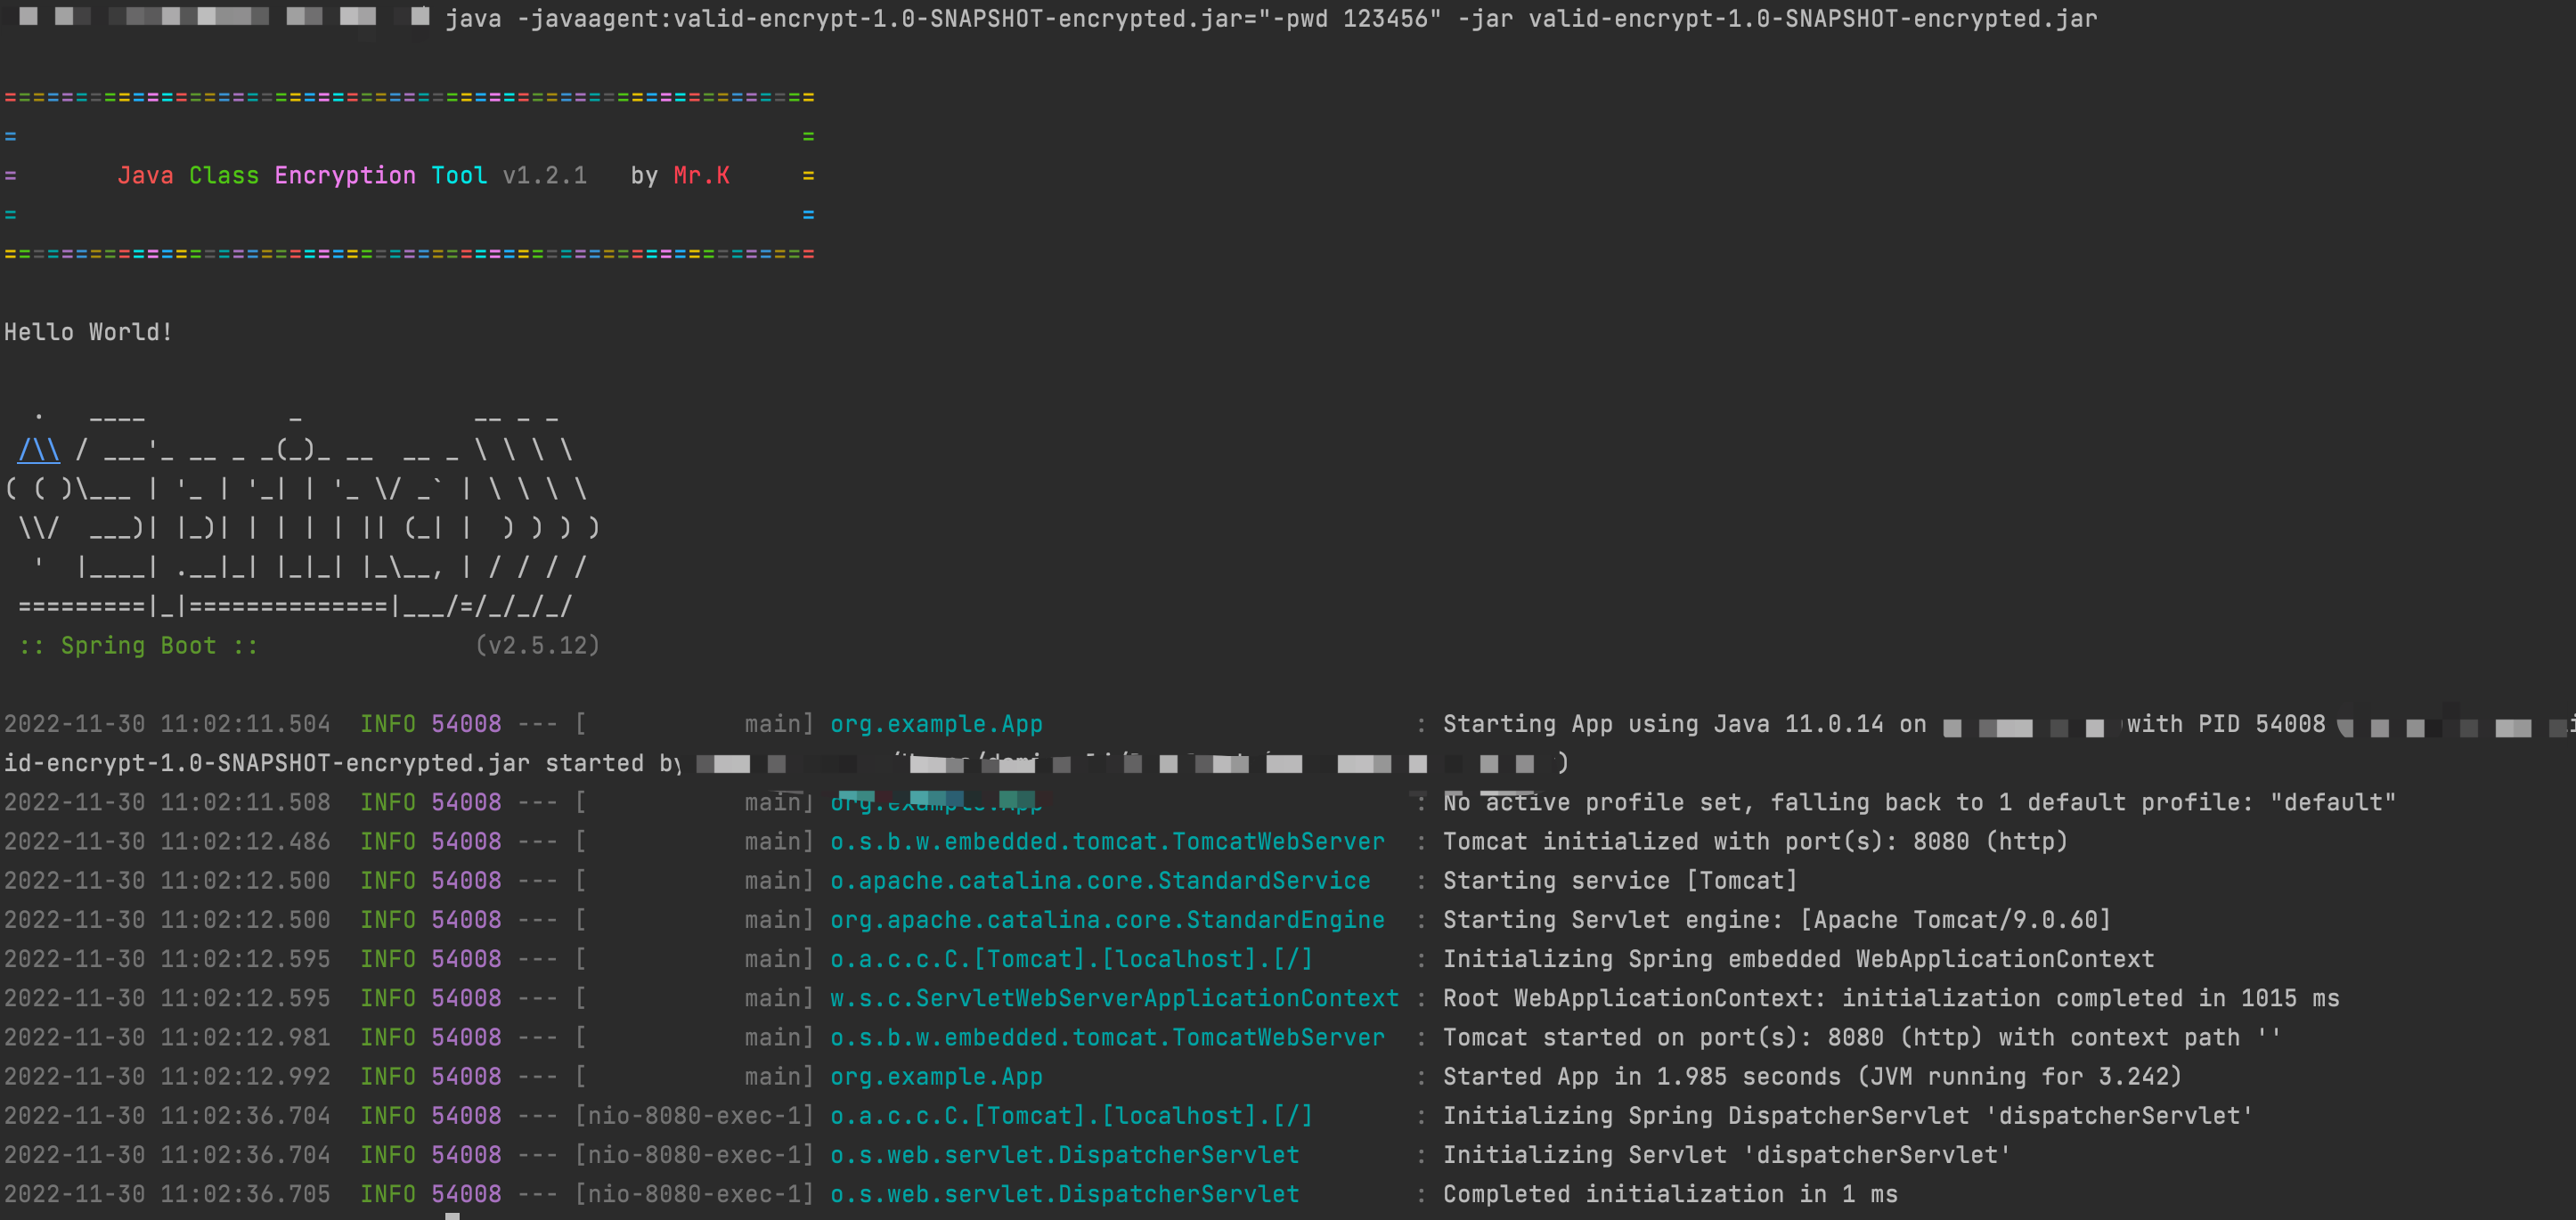 java -javaagent:valid-encrypt-1.0-SNAPSHOT-encrypted.jar="-pwd 123456" -jar valid-encrypt-1.0-SNAPSHOT-encrypted.jar
=========================================================
=                                                       =
=       Java Class Encryption Tool v1.2.1   by Mr.K     =
=                                                       =
=========================================================
Hello World!
  .   ____          _            __ _ _
 /\\ / ___'_ __ _ _(_)_ __  __ _ \ \ \ \
( ( )\___ | '_ | '_| | '_ \/ _` | \ \ \ \
 \\/  ___)| |_)| | | | | || (_| |  ) ) ) )
  '  |____| .__|_| |_|_| |_\__, | / / / /
 =========|_|==============|___/=/_/_/_/
 :: Spring Boot ::               (v2.5.12)
2022-11-30 11:02:11.504  INFO 54008 --- [           main] org.example.App                          : Starting App using Java 11.0.14 on with PID 54008
id-encrypt-1.0-SNAPSHOT-encrypted.jar started by )
2022-11-30 11:02:11.508  INFO 54008 --- [           main] org.example.App                          : No active profile set, falling back to 1 default profile: "default"
2022-11-30 11:02:12.486  INFO 54008 --- [           main] o.s.b.w.embedded.tomcat.TomcatWebServer  : Tomcat initialized with port(s): 8080 (http)
2022-11-30 11:02:12.500  INFO 54008 --- [           main] o.apache.catalina.core.StandardService   : Starting service [Tomcat]
2022-11-30 11:02:12.500  INFO 54008 --- [           main] org.apache.catalina.core.StandardEngine  : Starting Servlet engine: [Apache Tomcat/9.0.60]
2022-11-30 11:02:12.595  INFO 54008 --- [           main] o.a.c.c.C.[Tomcat].[localhost].[/]       : Initializing Spring embedded WebApplicationContext
2022-11-30 11:02:12.595  INFO 54008 --- [           main] w.s.c.ServletWebServerApplicationContext : Root WebApplicationContext: initialization completed in 1015 ms
2022-11-30 11:02:12.981  INFO 54008 --- [           main] o.s.b.w.embedded.tomcat.TomcatWebServer  : Tomcat started on port(s): 8080 (http) with context path ''
2022-11-30 11:02:12.992  INFO 54008 --- [           main] org.example.App                          : Started App in 1.985 seconds (JVM running for 3.242)
2022-11-30 11:02:36.704  INFO 54008 --- [nio-8080-exec-1] o.a.c.c.C.[Tomcat].[localhost].[/]       : Initializing Spring DispatcherServlet 'dispatcherServlet'
2022-11-30 11:02:36.704  INFO 54008 --- [nio-8080-exec-1] o.s.web.servlet.DispatcherServlet        : Initializing Servlet 'dispatcherServlet'
2022-11-30 11:02:36.705  INFO 54008 --- [nio-8080-exec-1] o.s.web.servlet.DispatcherServlet        : Completed initialization in 1 ms